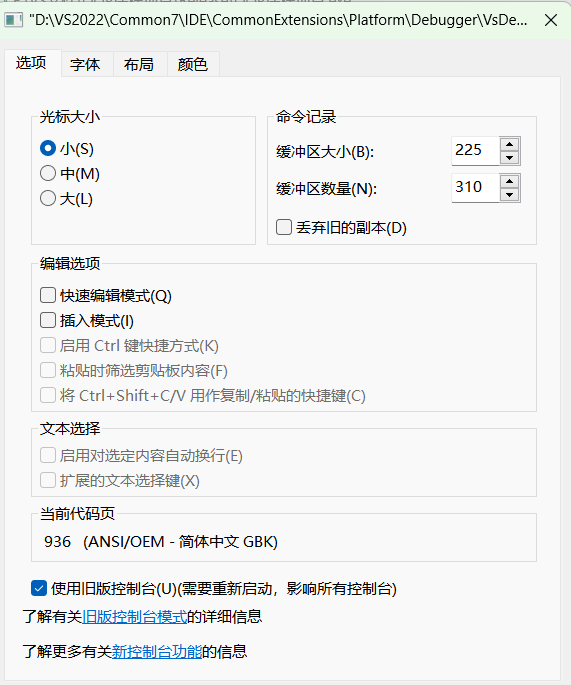 "D:\VS2022\Common7\IDE\CommonExtensions\Platform\Debugger\VsDe...
选项 字体 布局 颜色
光标大小
小(S)
中(M)
大(L)
命令记录
缓冲区大小(B): 225
缓冲区数量(N): 310
丢弃旧的副本(D)
编辑选项
快速编辑模式(Q)
插入模式(I)
启用 Ctrl 键快捷方式(K)
粘贴时筛选剪贴板内容(F)
将 Ctrl+Shift+C/V 用作复制/粘贴的快捷键(C)
文本选择
启用对选定内容自动换行(E)
扩展的文本选择键(X)
当前代码页
936 (ANSI/OEM - 简体中文 GBK)
使用旧版控制台(U)(需要重新启动，影响所有控制台)
了解有关旧版控制台模式的详细信息
了解更多有关新控制台功能的信息